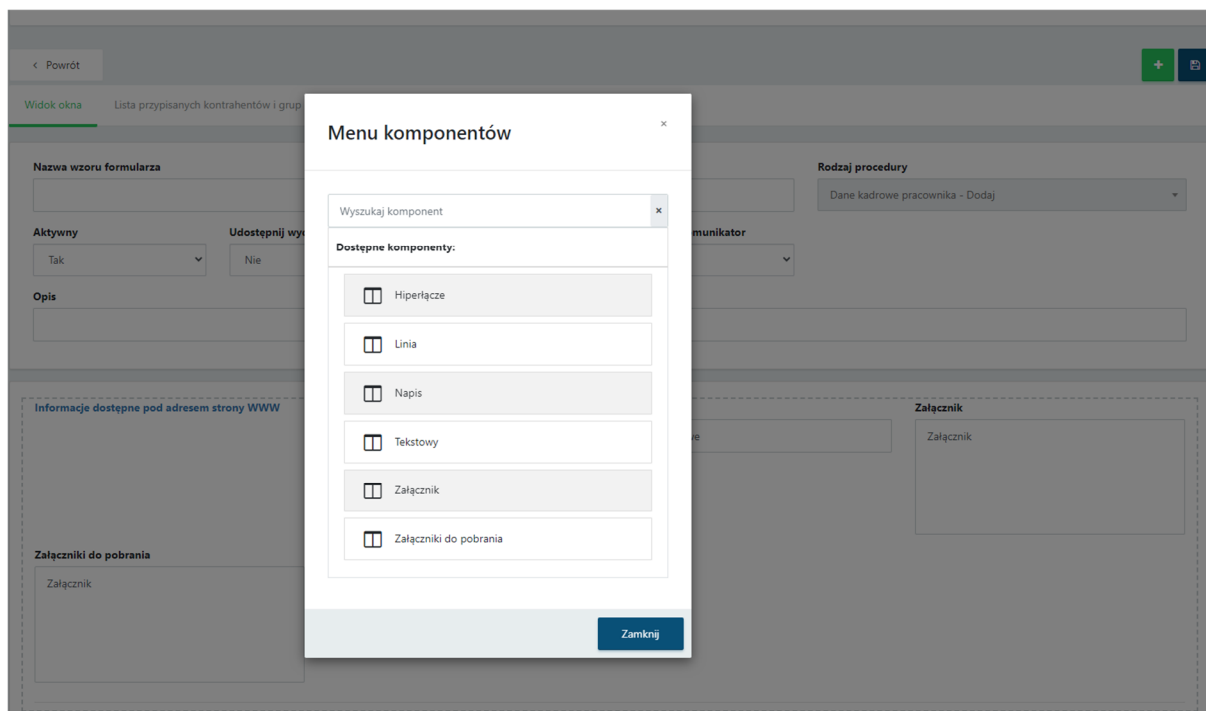 Powrót
Widok okna Lista przypisanych kontrahentów i grup
Menu komponentów
Nazwa wzoru formularza Rodzaj procedury
Dane kadrowe pracownika - Dodaj
Wyszukaj komponent
Aktywny Udostępnij
Tak Nie
Dostępne komponenty:
Opis
Hiperłącze
Linia
Napis
Tekstowy
Załącznik
Załączniki do pobrania
Informacje dostępne pod adresem strony WWW Załącznik
Załącznik
Załączniki do pobrania
Załącznik
Zamknij